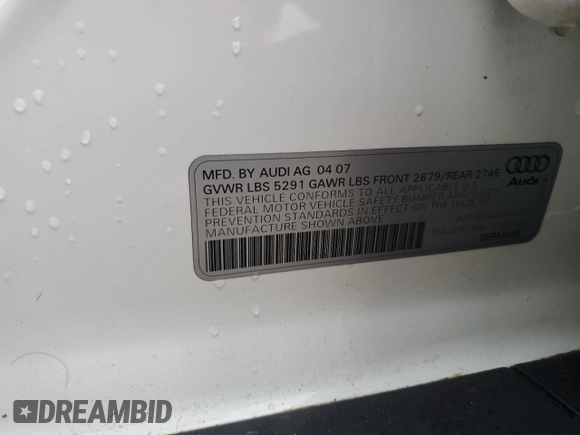 MFD. BY AUDI AG 04 07
GVWR LBS 5291 GAWR LBS FRONT 2679/REAR 2746
THIS VEHICLE CONFORMS TO ALL APPLICABLE U.S.
FEDERAL MOTOR VEHICLE SAFETY, BUMPER AND THEFT
PREVENTION STANDARDS IN EFFECT ON THE DATE OF
MANUFACTURE SHOWN ABOVE
Audi
GERMANY
DREAMBID